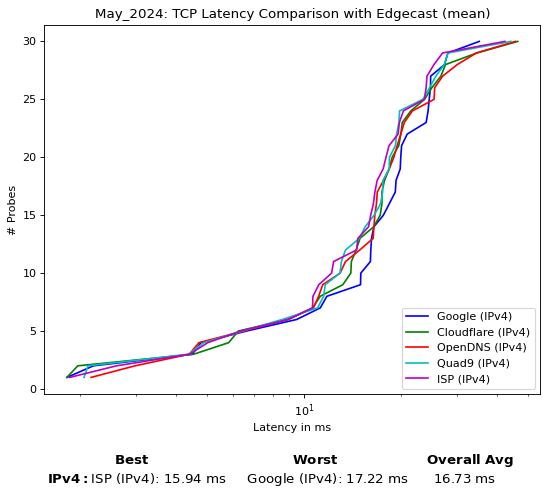 May_2024: TCP Latency Comparison with Edgecast (mean)
30
25
20
15
10
5
0
# Probes
Google (IPv4)
Cloudflare (IPv4)
OpenDNS (IPv4)
Quad9 (IPv4)
ISP (IPv4)
10¹
Latency in ms
Best Worst Overall Avg
IPv4: ISP (IPv4): 15.94 ms Google (IPv4): 17.22 ms 16.73 ms